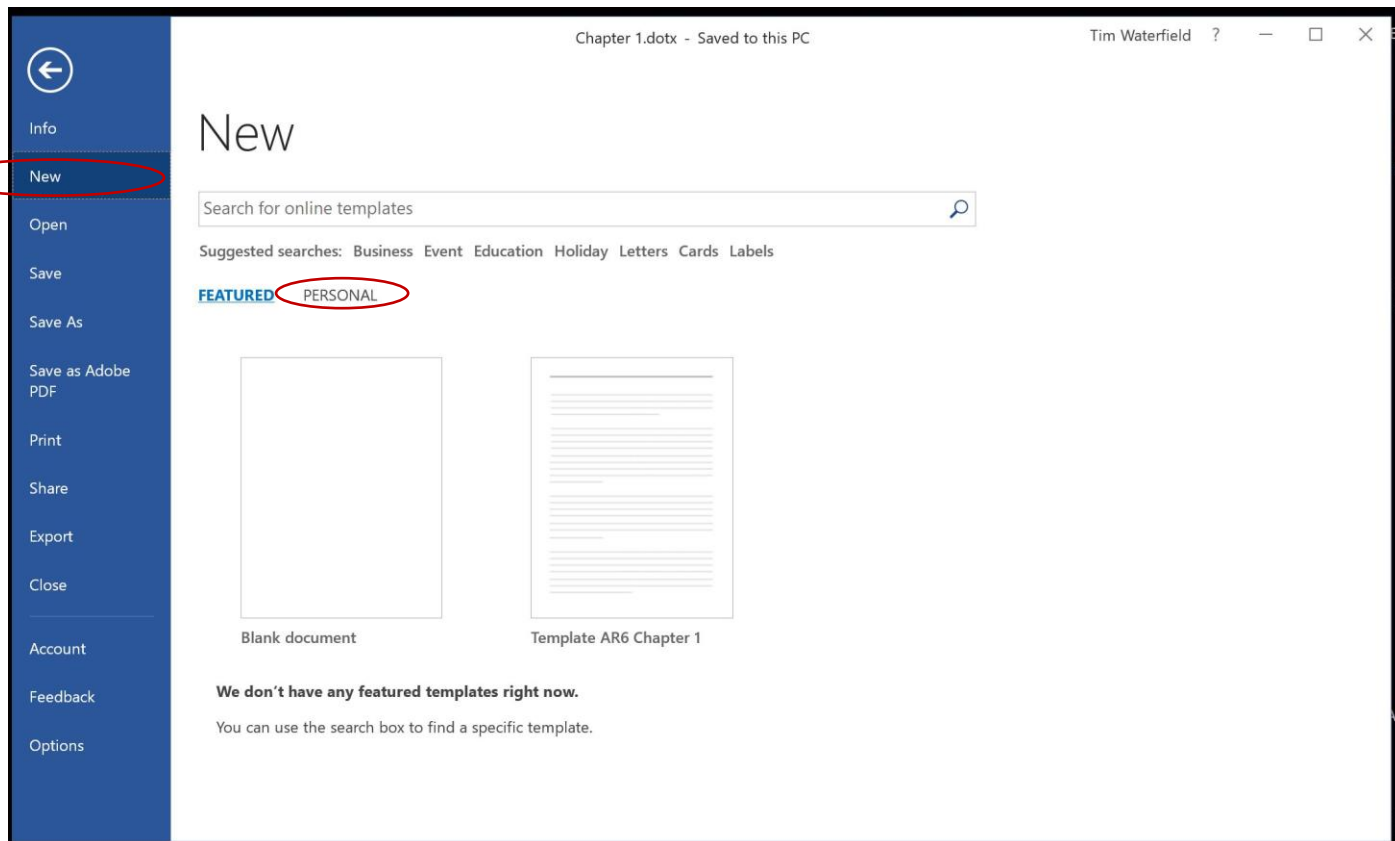 Chapter 1.dotx - Saved to this PC
Tim Waterfield ? 
Info
New
Open
Save
Save As
Save as Adobe
PDF
Print
Share
Export
Close
Account
Feedback
Options
New
Search for online templates
Suggested searches: Business Event Education Holiday Letters Cards Labels
FEATURED PERSONAL
Blank document
Template AR6 Chapter 1
We don't have any featured templates right now.
You can use the search box to find a specific template.